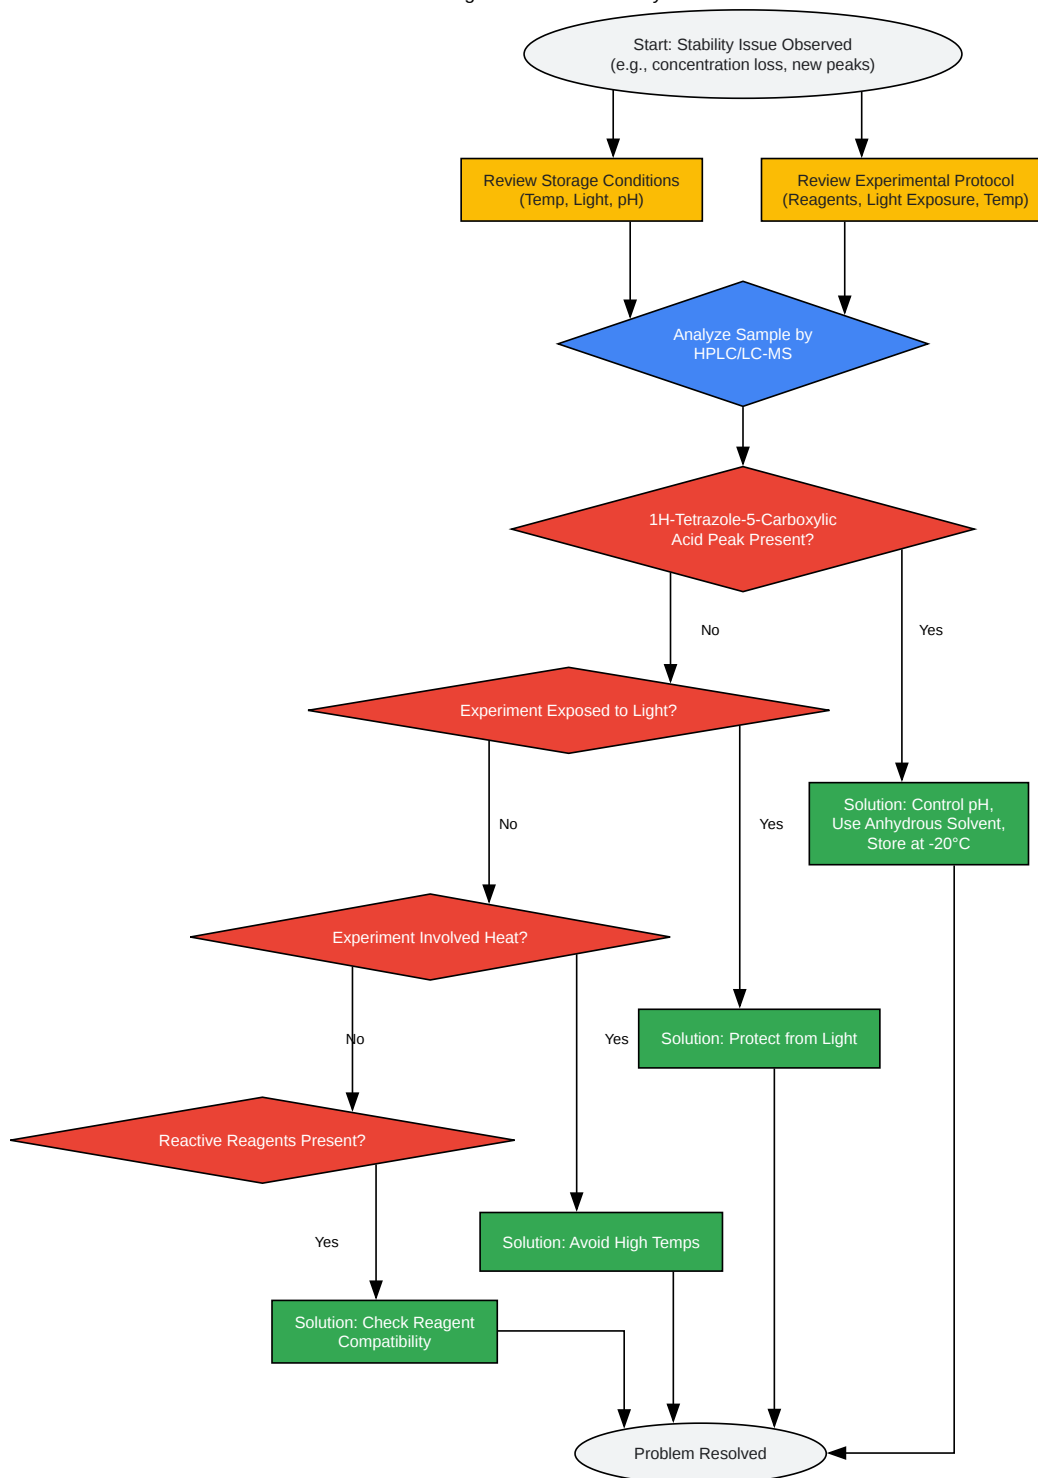 Start: Stability Issue Observed
(e.g., concentration loss, new peaks)
Review Storage Conditions
(Temp, Light, pH)
Review Experimental Protocol
(Reagents, Light Exposure, Temp)
Analyze Sample by
HPLC/LC-MS
1H-Tetrazole-5-Carboxylic
Acid Peak Present?
No
Yes
Experiment Exposed to Light?
Solution: Control pH,
Use Anhydrous Solvent,
Store at -20°C
No
Yes
Experiment Involved Heat?
No
Yes
Solution: Protect from Light
Reactive Reagents Present?
Yes
Solution: Avoid High Temps
Solution: Check Reagent
Compatibility
Problem Resolved